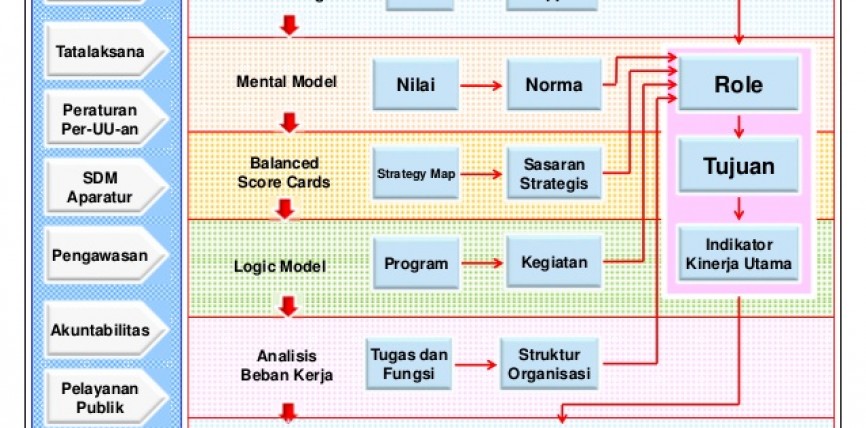 Tatalaksana
Peraturan
Per-UU-an
SDM
Aparatur
Pengawasan
Akuntabilitas
Pelayanan
Publik
Mental Model
Nilai
Norma
Role
Balanced
Score Cards
Strategy Map
Sasaran
Strategis
Tujuan
Logic Model
Program
Kegiatan
Indikator
Kinerja Utama
Analisis
Beban Kerja
Tugas dan
Fungsi
Struktur
Organisasi